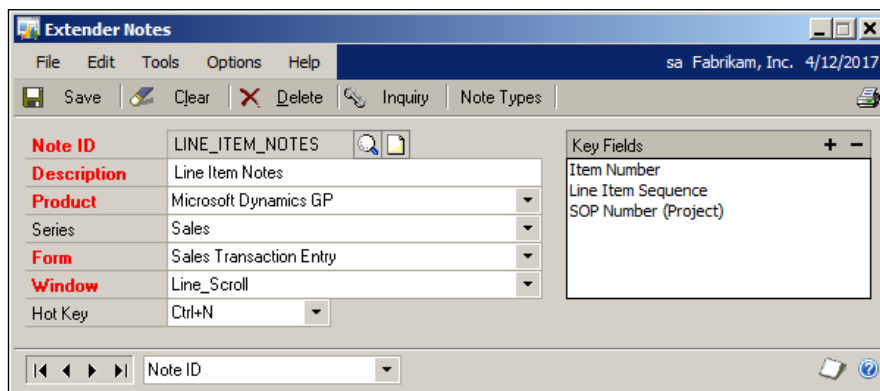 Extender Notes
File Edit Tools Options Help sa Fabrikam, Inc. 4/12/2017
Save Clear Delete Inquiry Note Types
Note ID LINE_ITEM_NOTES Key Fields
Description Line Item Notes Item Number
Product Microsoft Dynamics GP Line Item Sequence
Series Sales SOP Number (Project)
Form Sales Transaction Entry
Window Line_Scroll
Hot Key Ctrl+N
Note ID